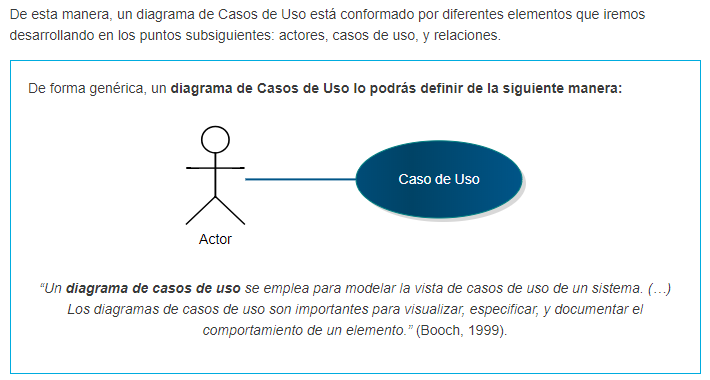 De esta manera, un diagrama de Casos de Uso está conformado por diferentes elementos que iremos
desarrollando en los puntos subsiguientes: actores, casos de uso, y relaciones.
De forma genérica, un diagrama de Casos de Uso lo podrás definir de la siguiente manera:
Caso de Uso
Actor
“Un diagrama de casos de uso se emplea para modelar la vista de casos de uso de un sistema. (…)
Los diagramas de casos de uso son importantes para visualizar, especificar, y documentar el
comportamiento de un elemento.” (Booch, 1999).